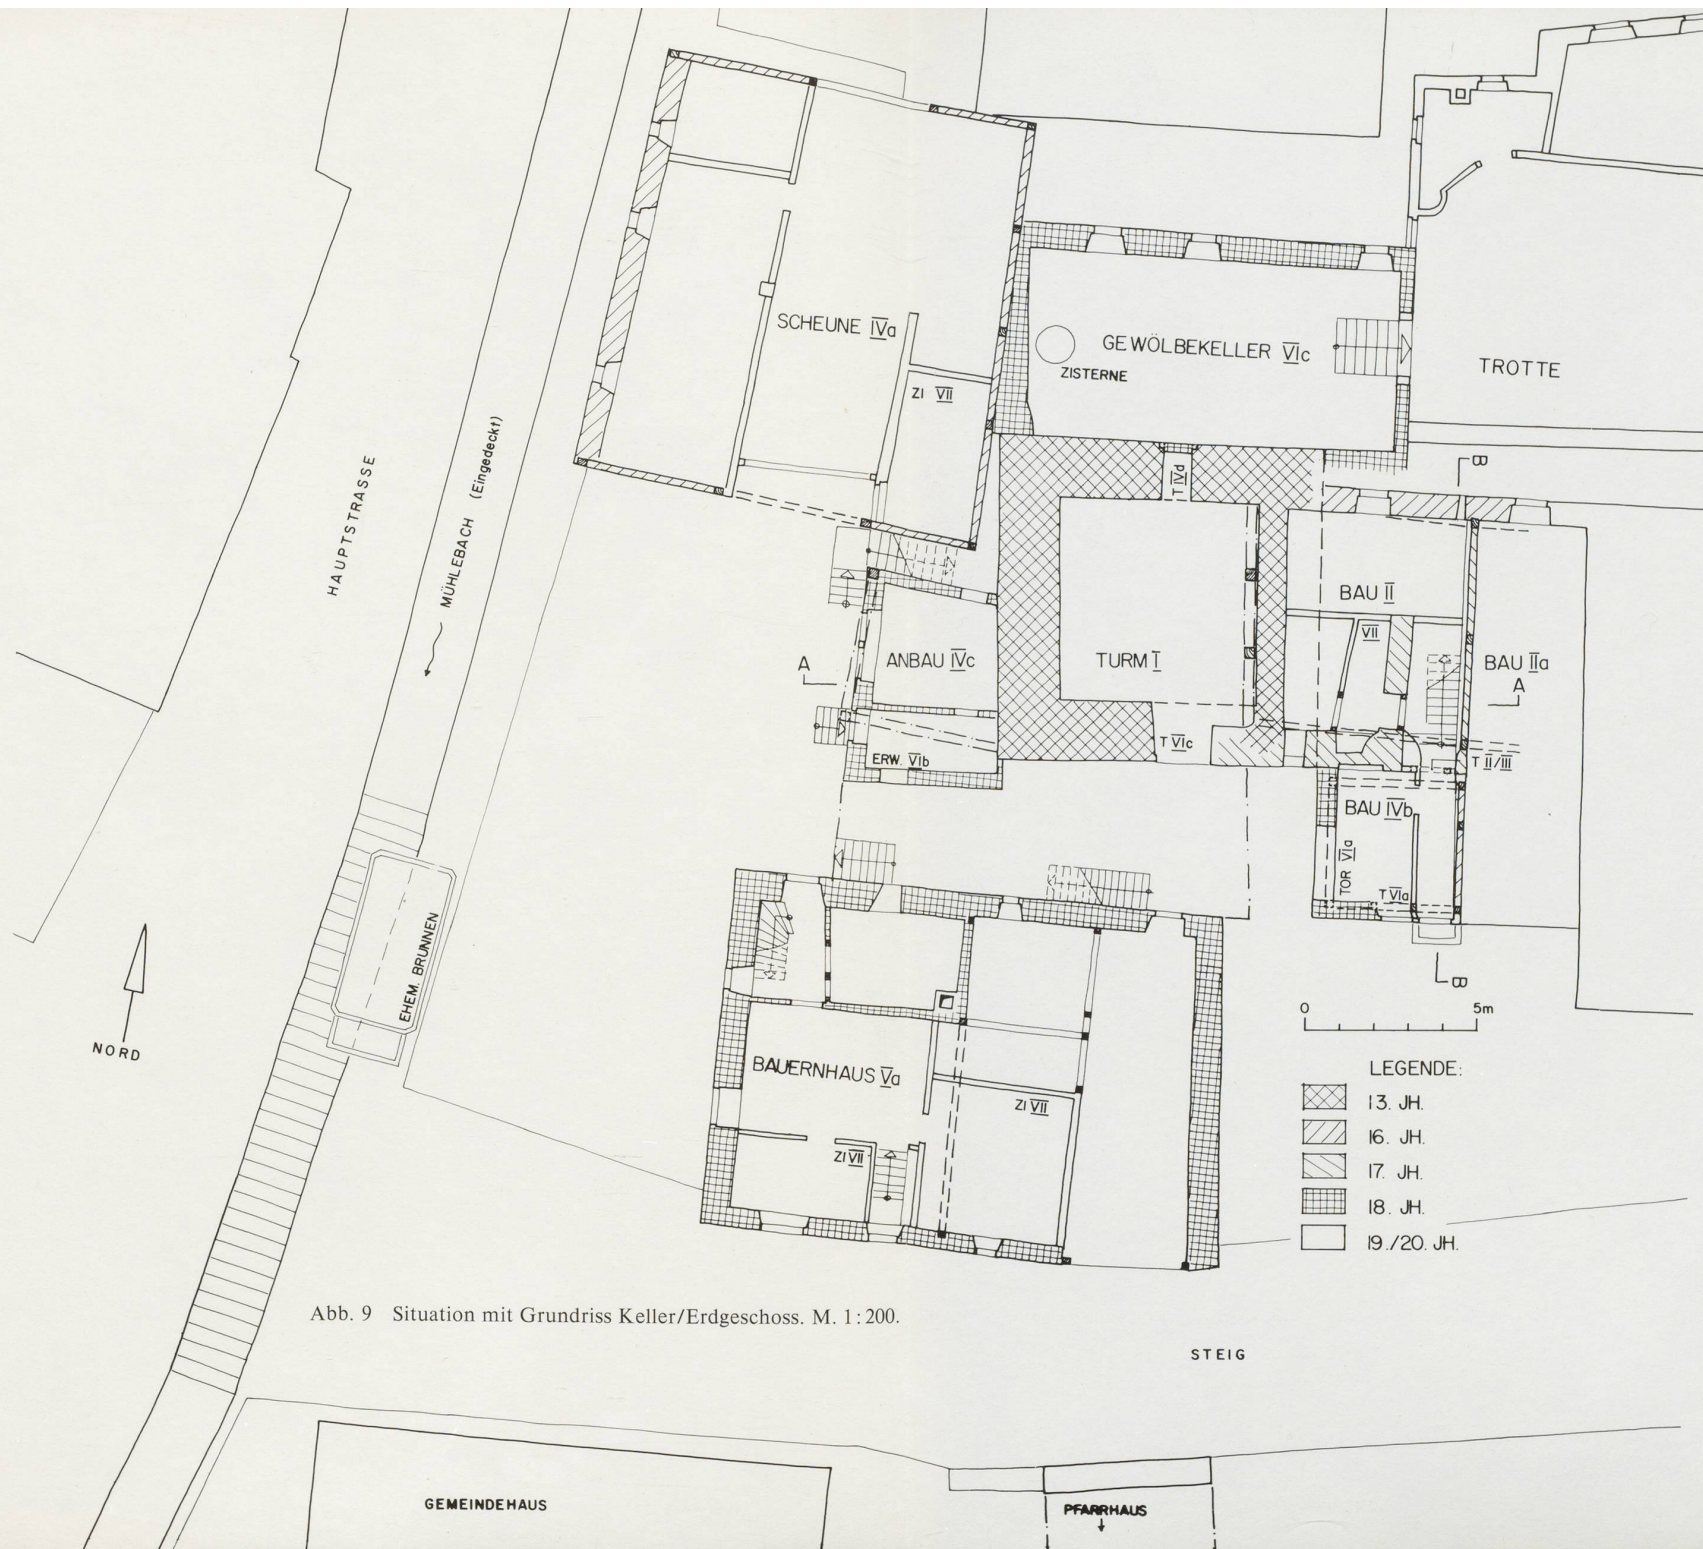 SCHEUNE IVa
GEWÖLBEKELLER VIc
ZISTERNE
TROTTE
ZI VII
HAUPTSTRASSE
MÜHLEBACH (Eingedeckt)
T IVd
B
BAU II
VII
ANBAU IVc
TURM I
BAU IIa
A
A
T VIc
ERW. VIb
T II/III
BAU IVb
TOR VIa
T VIa
B
EHEM. BRUNNEN
NORD
BAUERNHAUS Va
ZI VII
ZI VII
0 5m
LEGENDE:
13. JH.
16. JH.
17. JH.
18. JH.
19./20. JH.
Abb. 9 Situation mit Grundriss Keller/Erdgeschoss. M. 1:200.
STEIG
GEMEINDEHAUS
PFARRHAUS